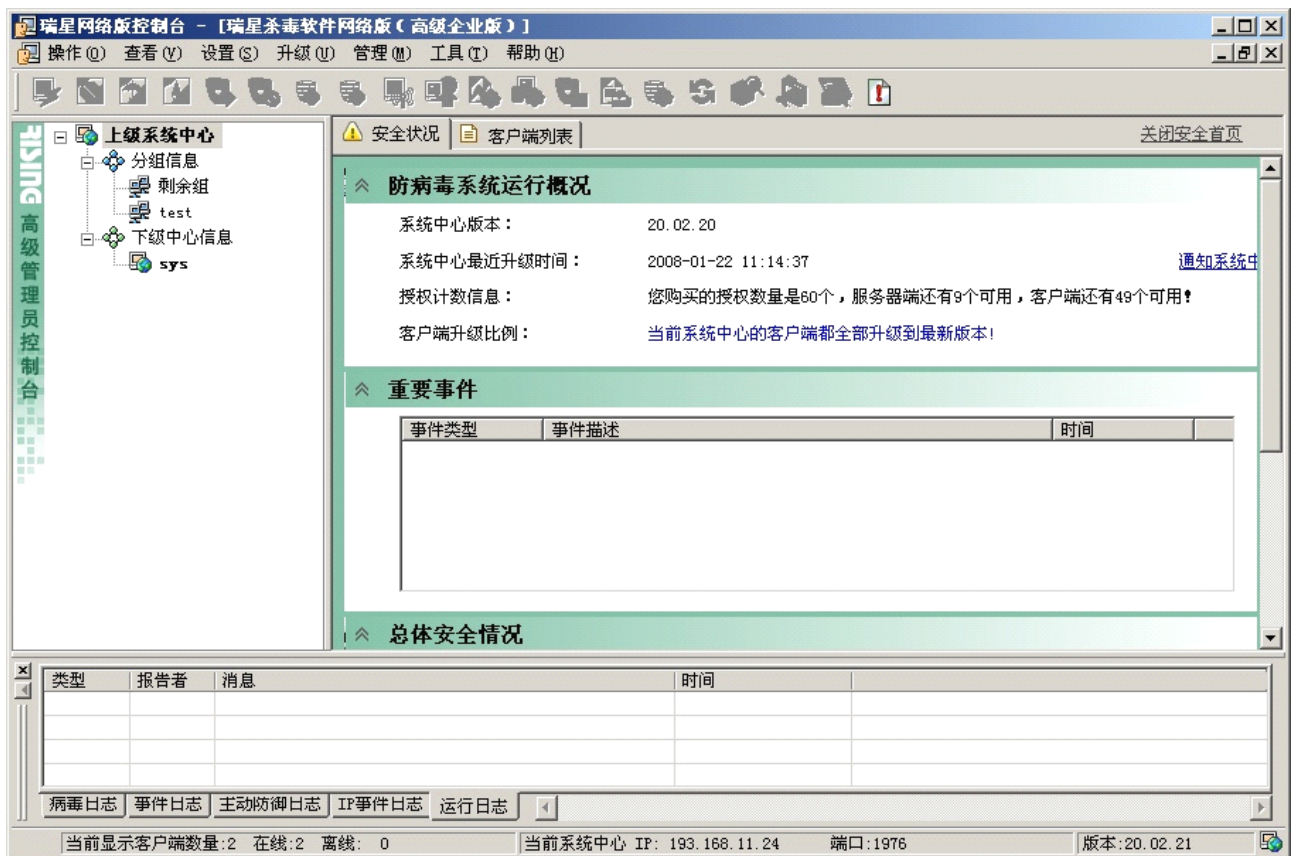 瑞星网络版控制台 - [瑞星杀毒软件网络版(高级企业版)]
操作(O) 查看(V) 设置(S) 升级(U) 管理(M) 工具(T) 帮助(H)
RISING 高级管理员控制台
上级系统中心
分组信息
剩余组
test
下级中心信息
sys
安全状况 客户端列表 关闭安全首页
防病毒系统运行概况
系统中心版本: 20.02.20
系统中心最近升级时间: 2008-01-22 11:14:37 通知系统中
授权计数信息: 您购买的授权数量是60个,服务器端还有9个可用,客户端还有49个可用!
客户端升级比例: 当前系统中心的客户端都全部升级到最新版本!
重要事件
事件类型 事件描述 时间
总体安全情况
类型 报告者 消息 时间
病毒日志 事件日志 主动防御日志 IP事件日志 运行日志
当前显示客户端数量:2 在线:2 离线: 0 当前系统中心 IP: 193.168.11.24 端口:1976 版本:20.02.21